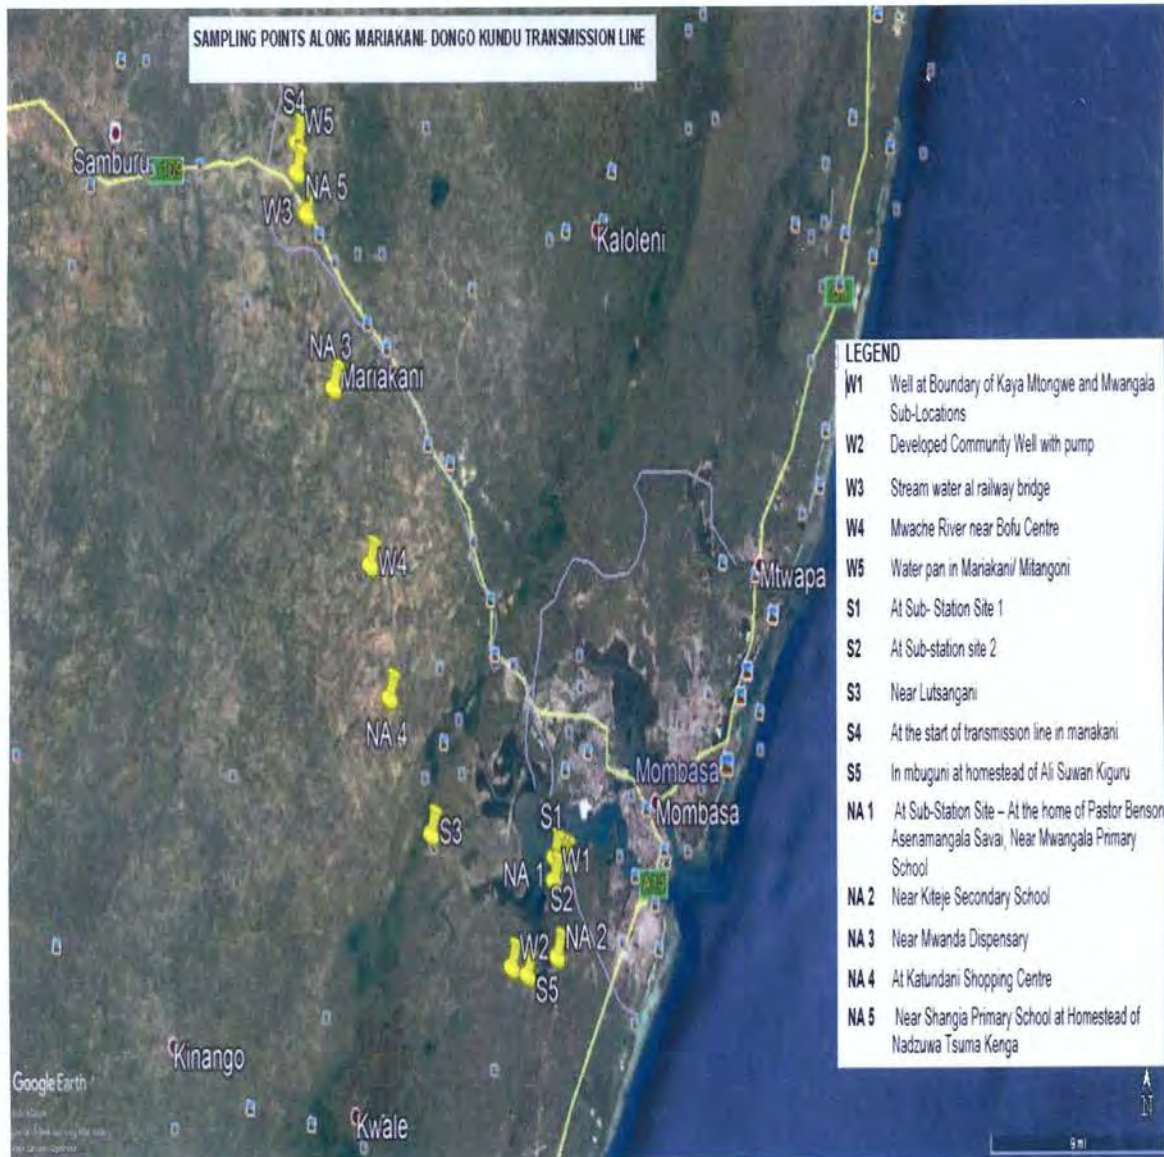 SAMPLING POINTS ALONG MARIAKANI- DONGO KUNDU TRANSMISSION LINE
S4
W5
Samburu
109
NA 5
W3
Kaloleni
NA 3
Mariakani
W4
Mtwapa
NA 4
Mombasa
Mombasa
S3
S1
W1
NA 1
S2
W2
NA 2
S5
Kinango
Kwale
Google Earth
LEGEND
W1 Well at Boundary of Kaya Mtongwe and Mwangala
Sub-Locations
W2 Developed Community Well with pump
W3 Stream water al railway bridge
W4 Mwache River near Bofu Centre
W5 Water pan in Mariakani/ Mitangoni
S1 At Sub- Station Site 1
S2 At Sub-station site 2
S3 Near Lutsangani
S4 At the start of transmission line in manakani
S5 In mbuguni at homestead of Ali Suwan Kiguru
NA 1 At Sub-Station Site – At the home of Pastor Benson
Asenamangala Savai, Near Mwangala Primary
School
NA 2 Near Kiteje Secondary School
NA 3 Near Mwanda Dispensary
NA 4 At Katundani Shopping Centre
NA 5 Near Shangia Primary School at Homestead of
Nadzuwa Tsuma Kenga
N
9 mi